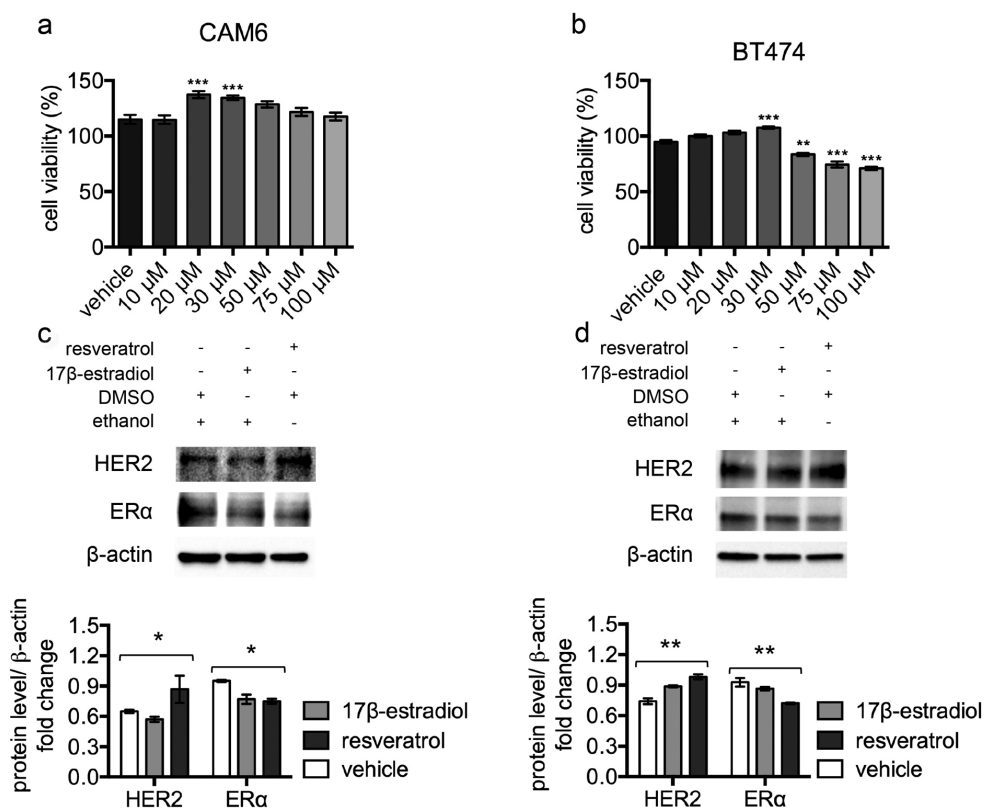 a
CAM6
cell viability (%)
150
100
50
0
***
***
vehicle
10 µM
20 µM
30 µM
50 µM
75 µM
100 µM
b
BT474
cell viability (%)
150
100
50
0
***
**
***
***
vehicle
10 µM
20 µM
30 µM
50 µM
75 µM
100 µM
c
resveratrol - - +
17β-estradiol - + -
DMSO + - +
ethanol + + -
HER2
ERα
β-actin
protein level/ β-actin
fold change
1.5
1.2
0.9
0.6
0.3
0.0
*
*
HER2
ERα
17β-estradiol
resveratrol
vehicle
d
resveratrol - - +
17β-estradiol - + -
DMSO + - +
ethanol + + -
HER2
ERα
β-actin
protein level/ β-actin
fold change
1.5
1.2
0.9
0.6
0.3
0.0
**
**
HER2
ERα
17β-estradiol
resveratrol
vehicle